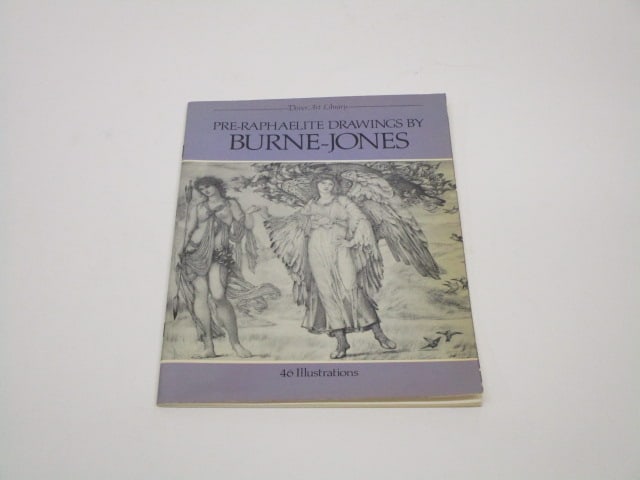 Dover Art Library
PRE-RAPHAELITE DRAWINGS BY
BURNE-JONES
46 Illustrations